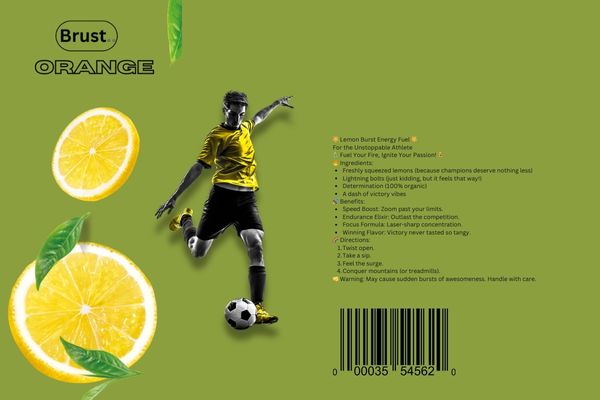 Brust.
ORANGE
🌟 Lemon Burst Energy Fuel 🌟
For the Unstoppable Athlete
Fuel Your Fire, Ignite Your Passion!
Ingredients:
• Freshly squeezed lemons (because champions deserve nothing less)
• Lightning bolts (just kidding, but it feels that way!)
• Determination (100% organic)
• A dash of victory vibes
Benefits:
• Speed Boost: Zoom past your limits.
• Endurance Elixir: Outlast the competition.
• Focus Formula: Laser-sharp concentration.
• Winning Flavor: Victory never tasted so tangy.
Directions:
1. Twist open.
2. Take a sip.
3. Feel the surge.
4. Conquer mountains (or treadmills).
Warning: May cause sudden bursts of awesomeness. Handle with care.
0 00035 54562 0